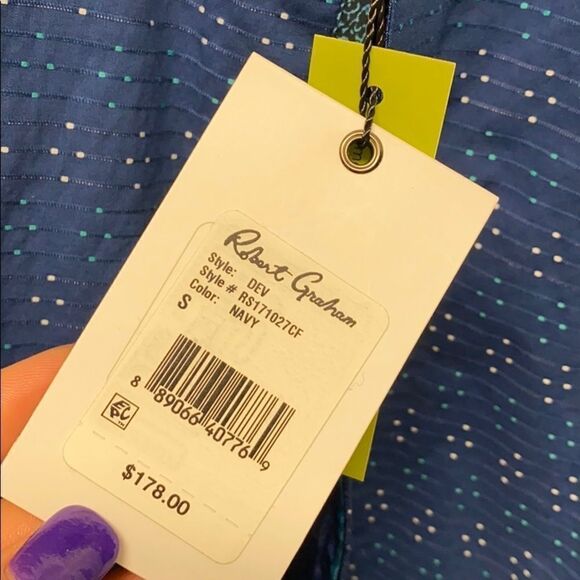 Robert Graham
Style: DEV
Style # RS171027CF
Color: NAVY
S
8 89066 40776 9
$178.00